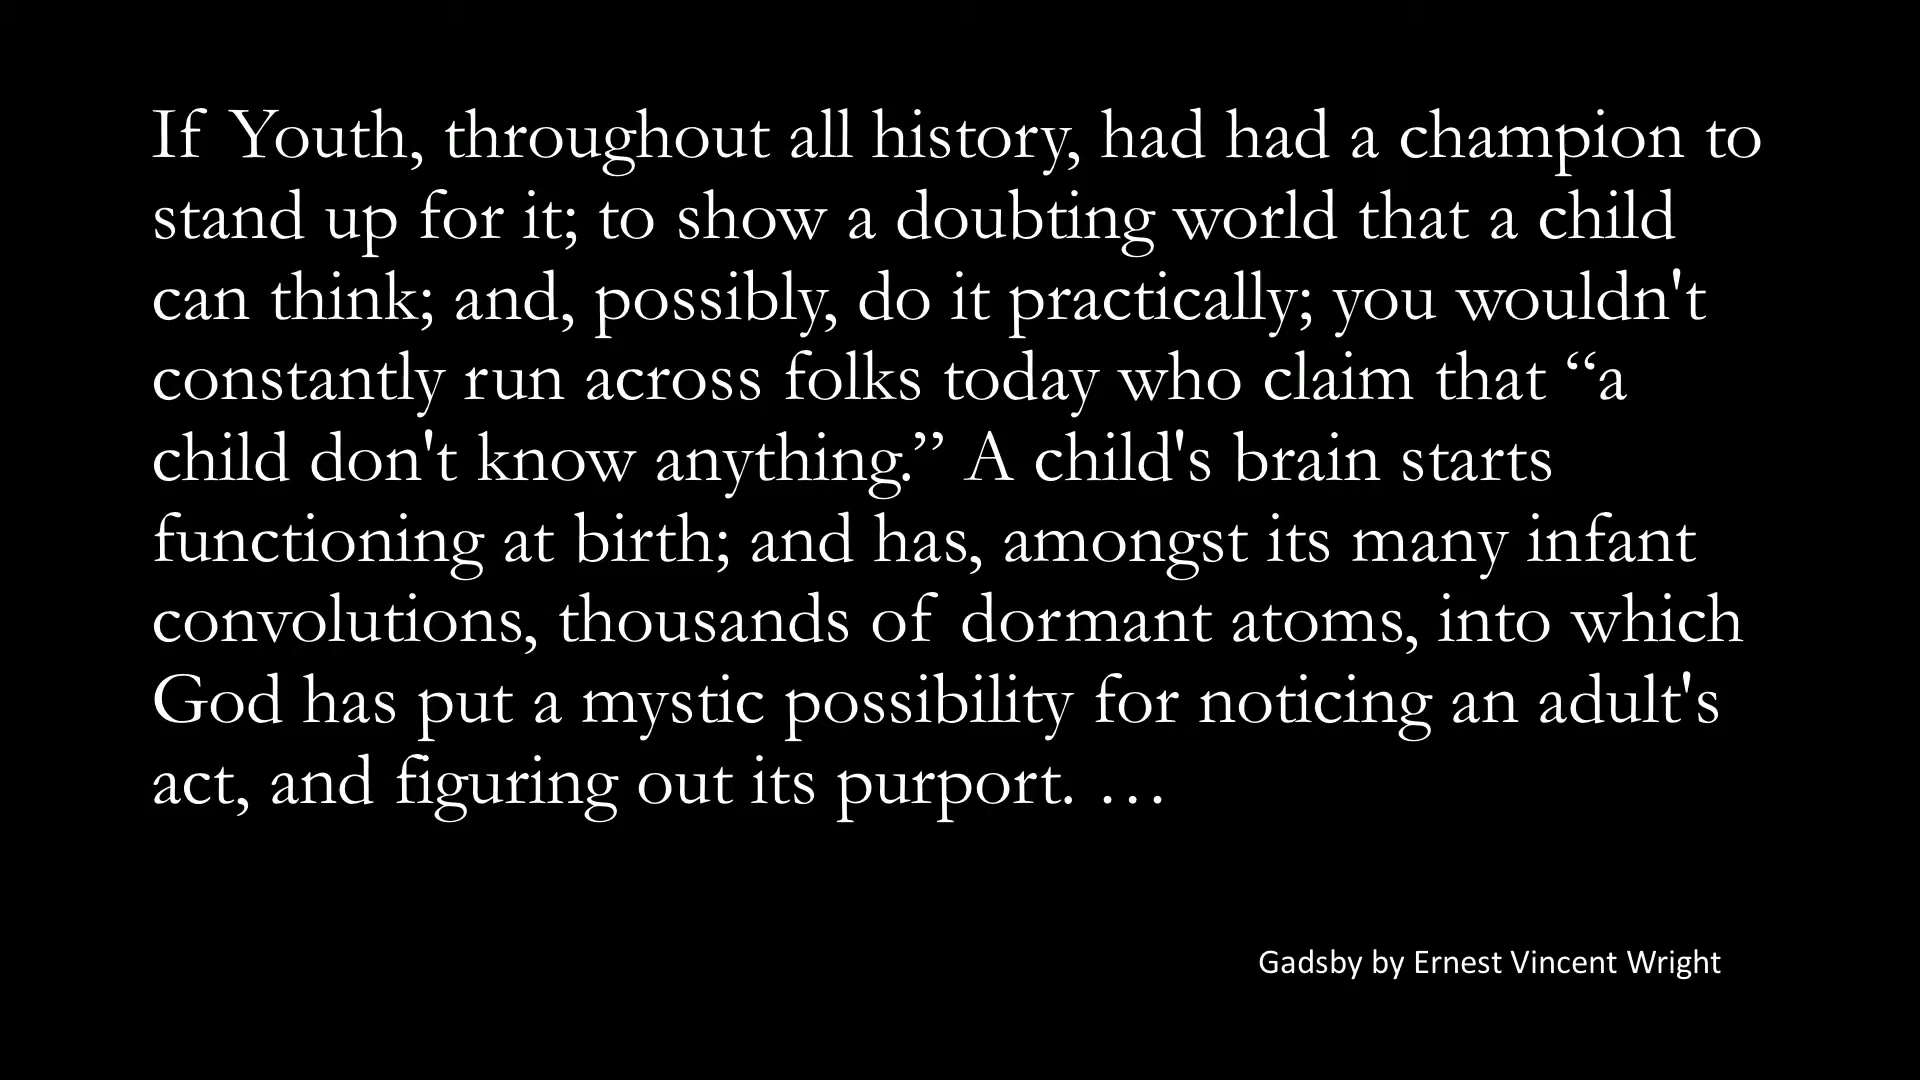 If Youth, throughout all history, had had a champion to
stand up for it; to show a doubting world that a child
can think; and, possibly, do it practically; you wouldn't
constantly run across folks today who claim that “a
child don't know anything.” A child's brain starts
functioning at birth; and has, amongst its many infant
convolutions, thousands of dormant atoms, into which
God has put a mystic possibility for noticing an adult's
act, and figuring out its purport. …
Gadsby by Ernest Vincent Wright